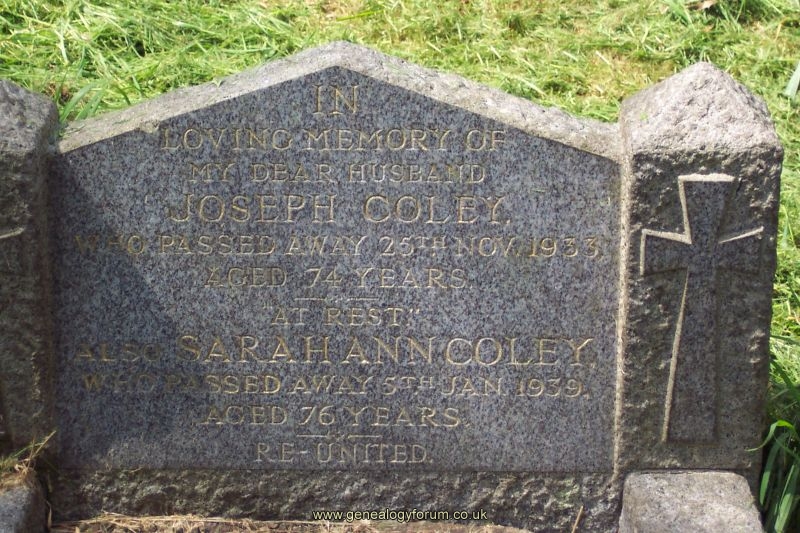 IN
LOVING MEMORY OF
MY DEAR HUSBAND
JOSEPH COLEY,
WHO PASSED AWAY 25TH NOV. 1933.
AGED 74 YEARS.
"AT REST."
ALSO SARAH ANN COLEY,
WHO PASSED AWAY 5TH JAN. 1939.
AGED 76 YEARS.
RE-UNITED.
www.genealogyforum.co.uk